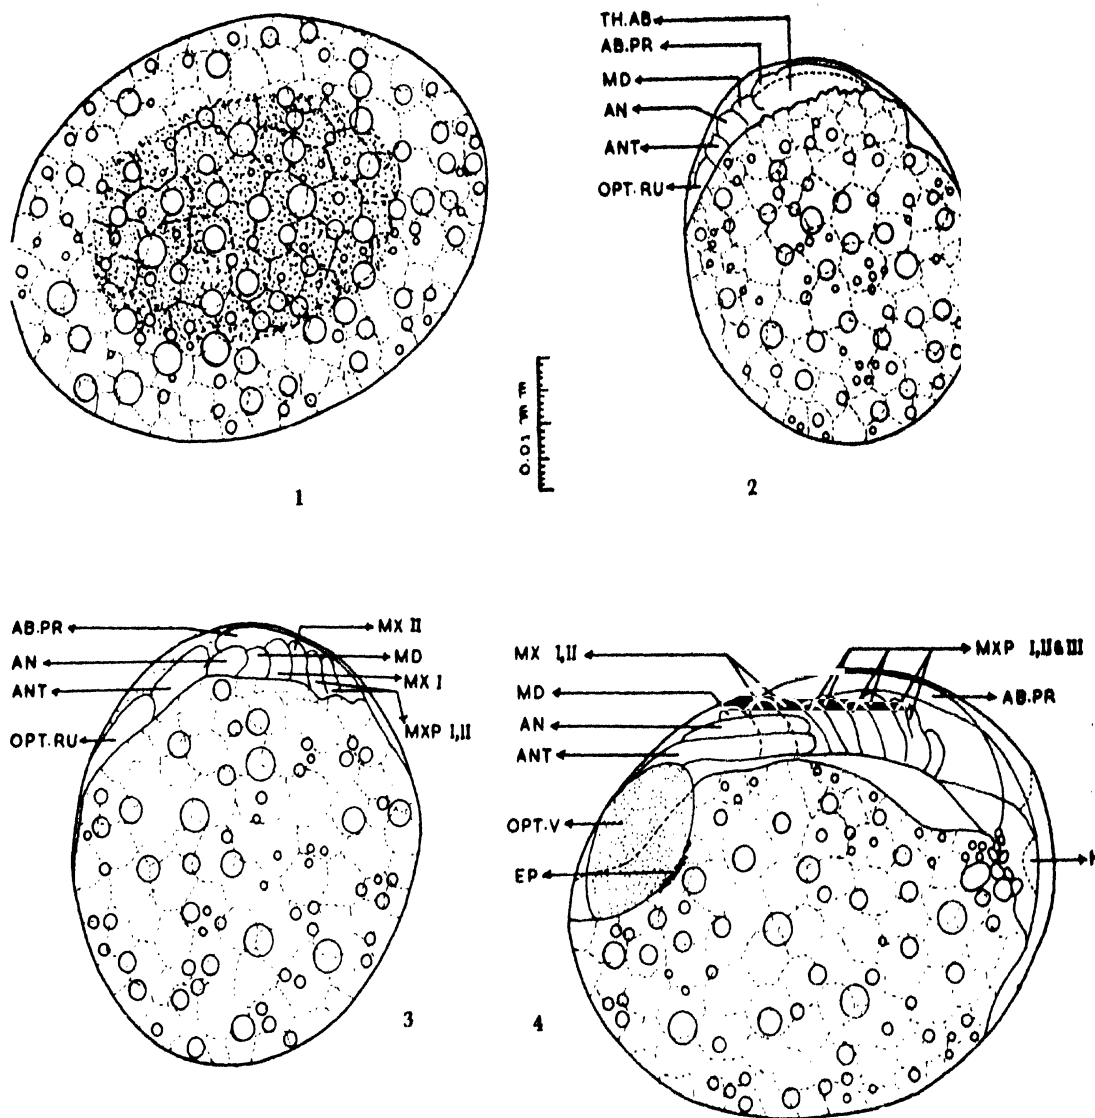 TH.AB
AB.PR
MD
AN
ANT
OPT.RU
1
2
AB.PR
AN
ANT
OPT.RU
MX II
MD
MX I
MXP I,II
3
MX I,II
MD
AN
ANT
OPT.V
EP
MXP I,II&III
AB.PR
4